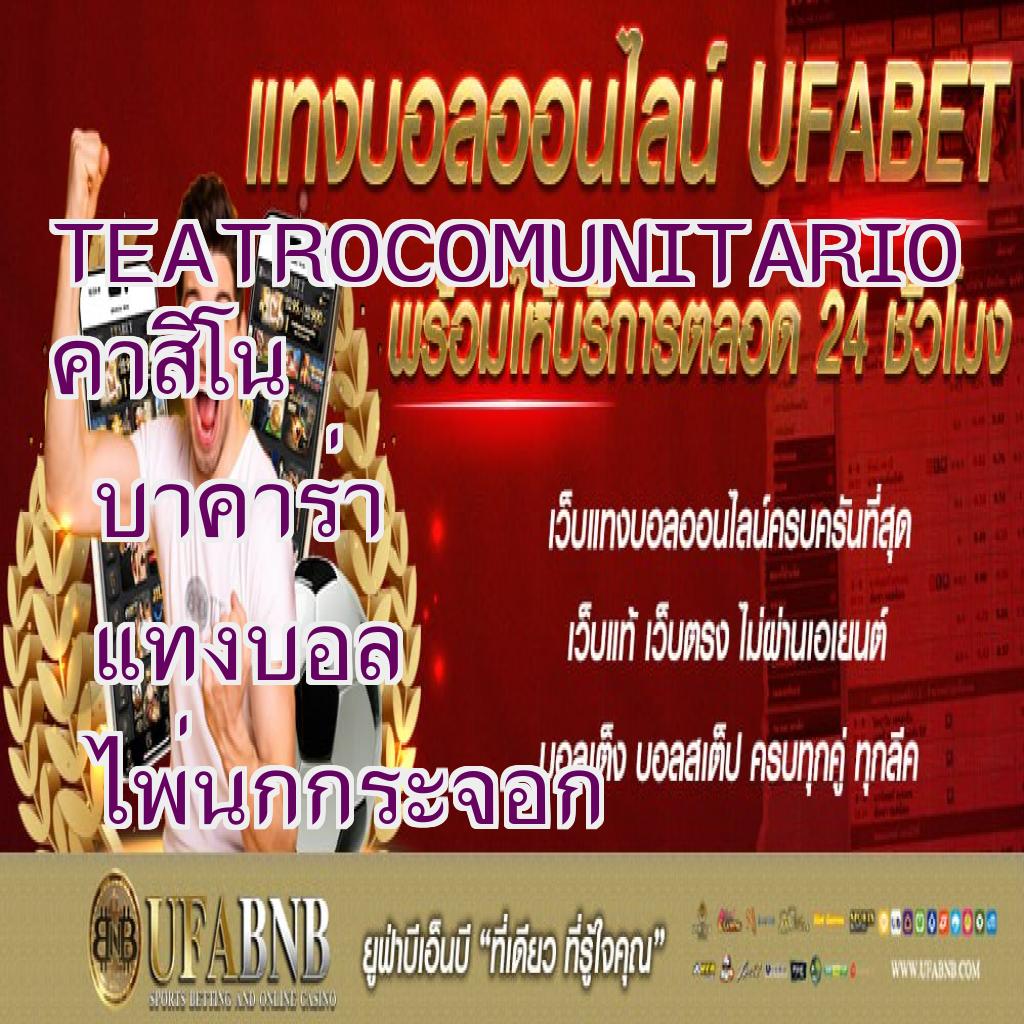 แทงบอลออนไลน์ UFABET
TEATROCOMUNITARIO
พร้อมให้บริการตลอด 24 ชั่วโมง
คาสิโน
บาคาร่า
เว็บแทงบอลออนไลน์ครบครันที่สุด
แทงบอล
เว็บแท้ เว็บตรง ไม่ผ่านเอเยนต์
บอลเต็ง บอลสเต็ป ครบทุกคู่ ทุกลีค
ไพ่นกกระจอก
UFABNB
SPORTS BETTING AND ONLINE CASINO
ยูฟ่าบีเอ็นบี “ที่เดียว ที่รู้ใจคุณ”
WWW.UFABNB.COM